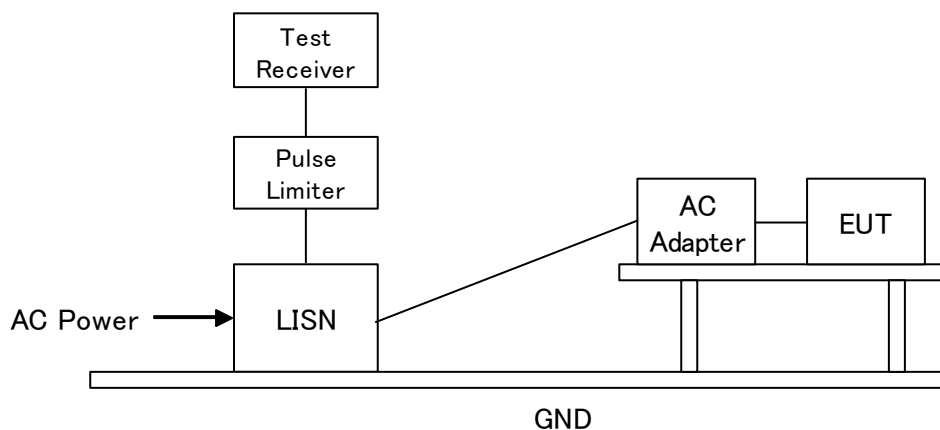 Test
Receiver
Pulse
Limiter
AC
Adapter
EUT
AC Power
LISN
GND